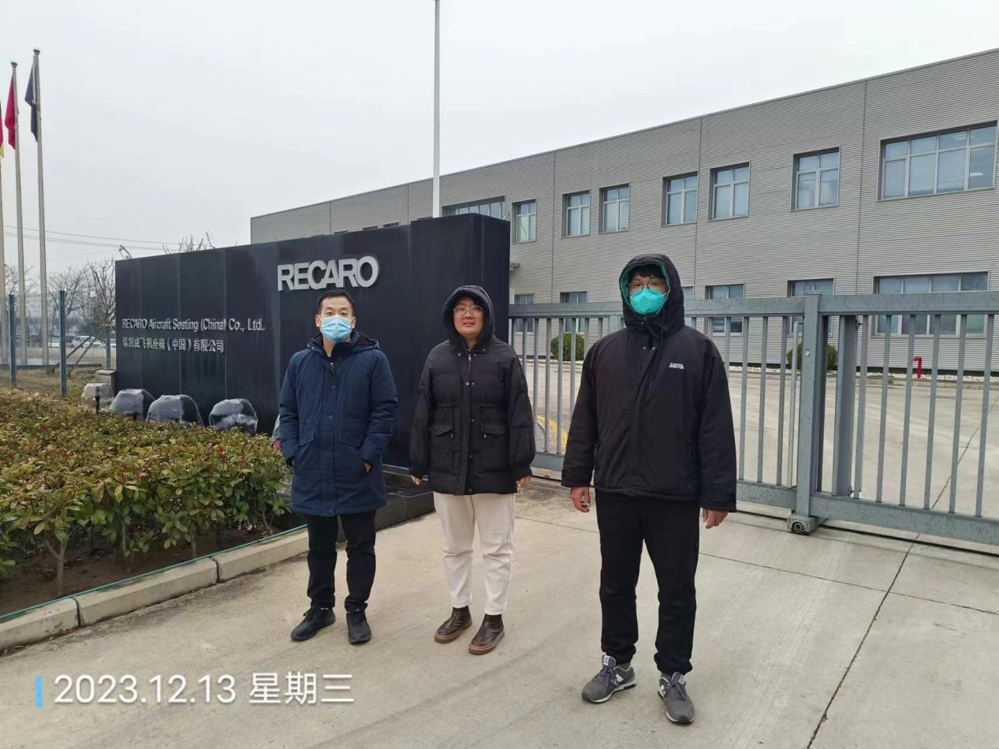 RECARO
RECARO Aircraft Seating (China) Co., Ltd.
瑞凯威飞机座椅（中国）有限公司
2023.12.13 星期三